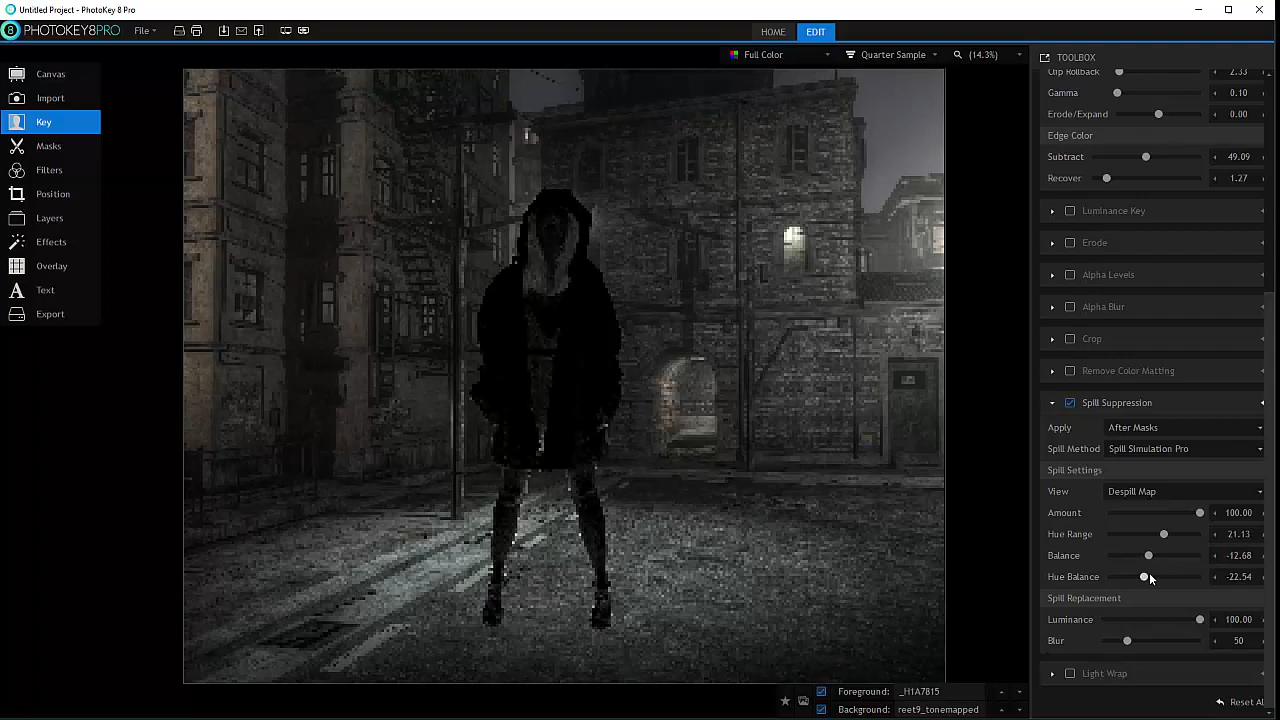 Untitled Project - PhotoKey 8 Pro
8 PHOTOKEY8PRO File HOME EDIT
Full Color Quarter Sample (14.3%) TOOLBOX
Canvas
Import
Key
Masks
Filters
Position
Layers
Effects
Overlay
Text
Export
Clip Rollback 2.33
Gamma 0.10
Erode/Expand 0.00
Edge Color
Subtract 49.09
Recover 1.27
Luminance Key
Erode
Alpha Levels
Alpha Blur
Crop
Remove Color Matting
Spill Suppression
Apply After Masks
Spill Method Spill Simulation Pro
Spill Settings
View Despill Map
Amount 100.00
Hue Range 21.13
Balance -12.68
Hue Balance -22.54
Spill Replacement
Luminance 100.00
Blur 50
Light Wrap
Foreground: _H1A7815
Background: reet9_tonemapped
Reset Al